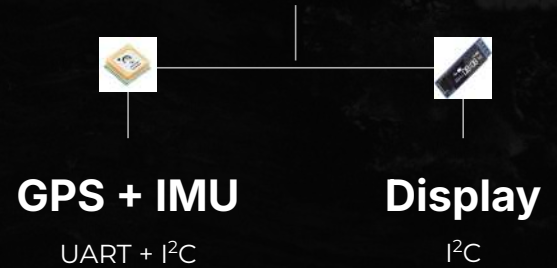 GPS + IMU
UART + I²C
Display
I²C